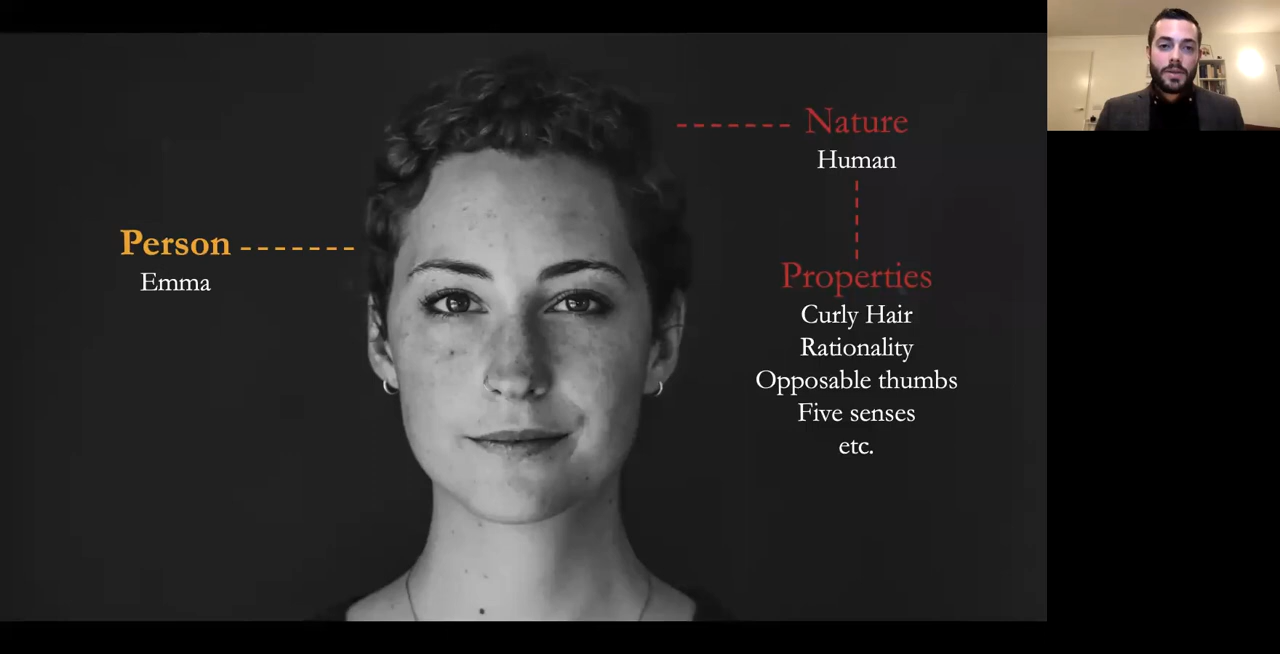 Person
Emma
Nature
Human
Properties
Curly Hair
Rationality
Opposable thumbs
Five senses
etc.